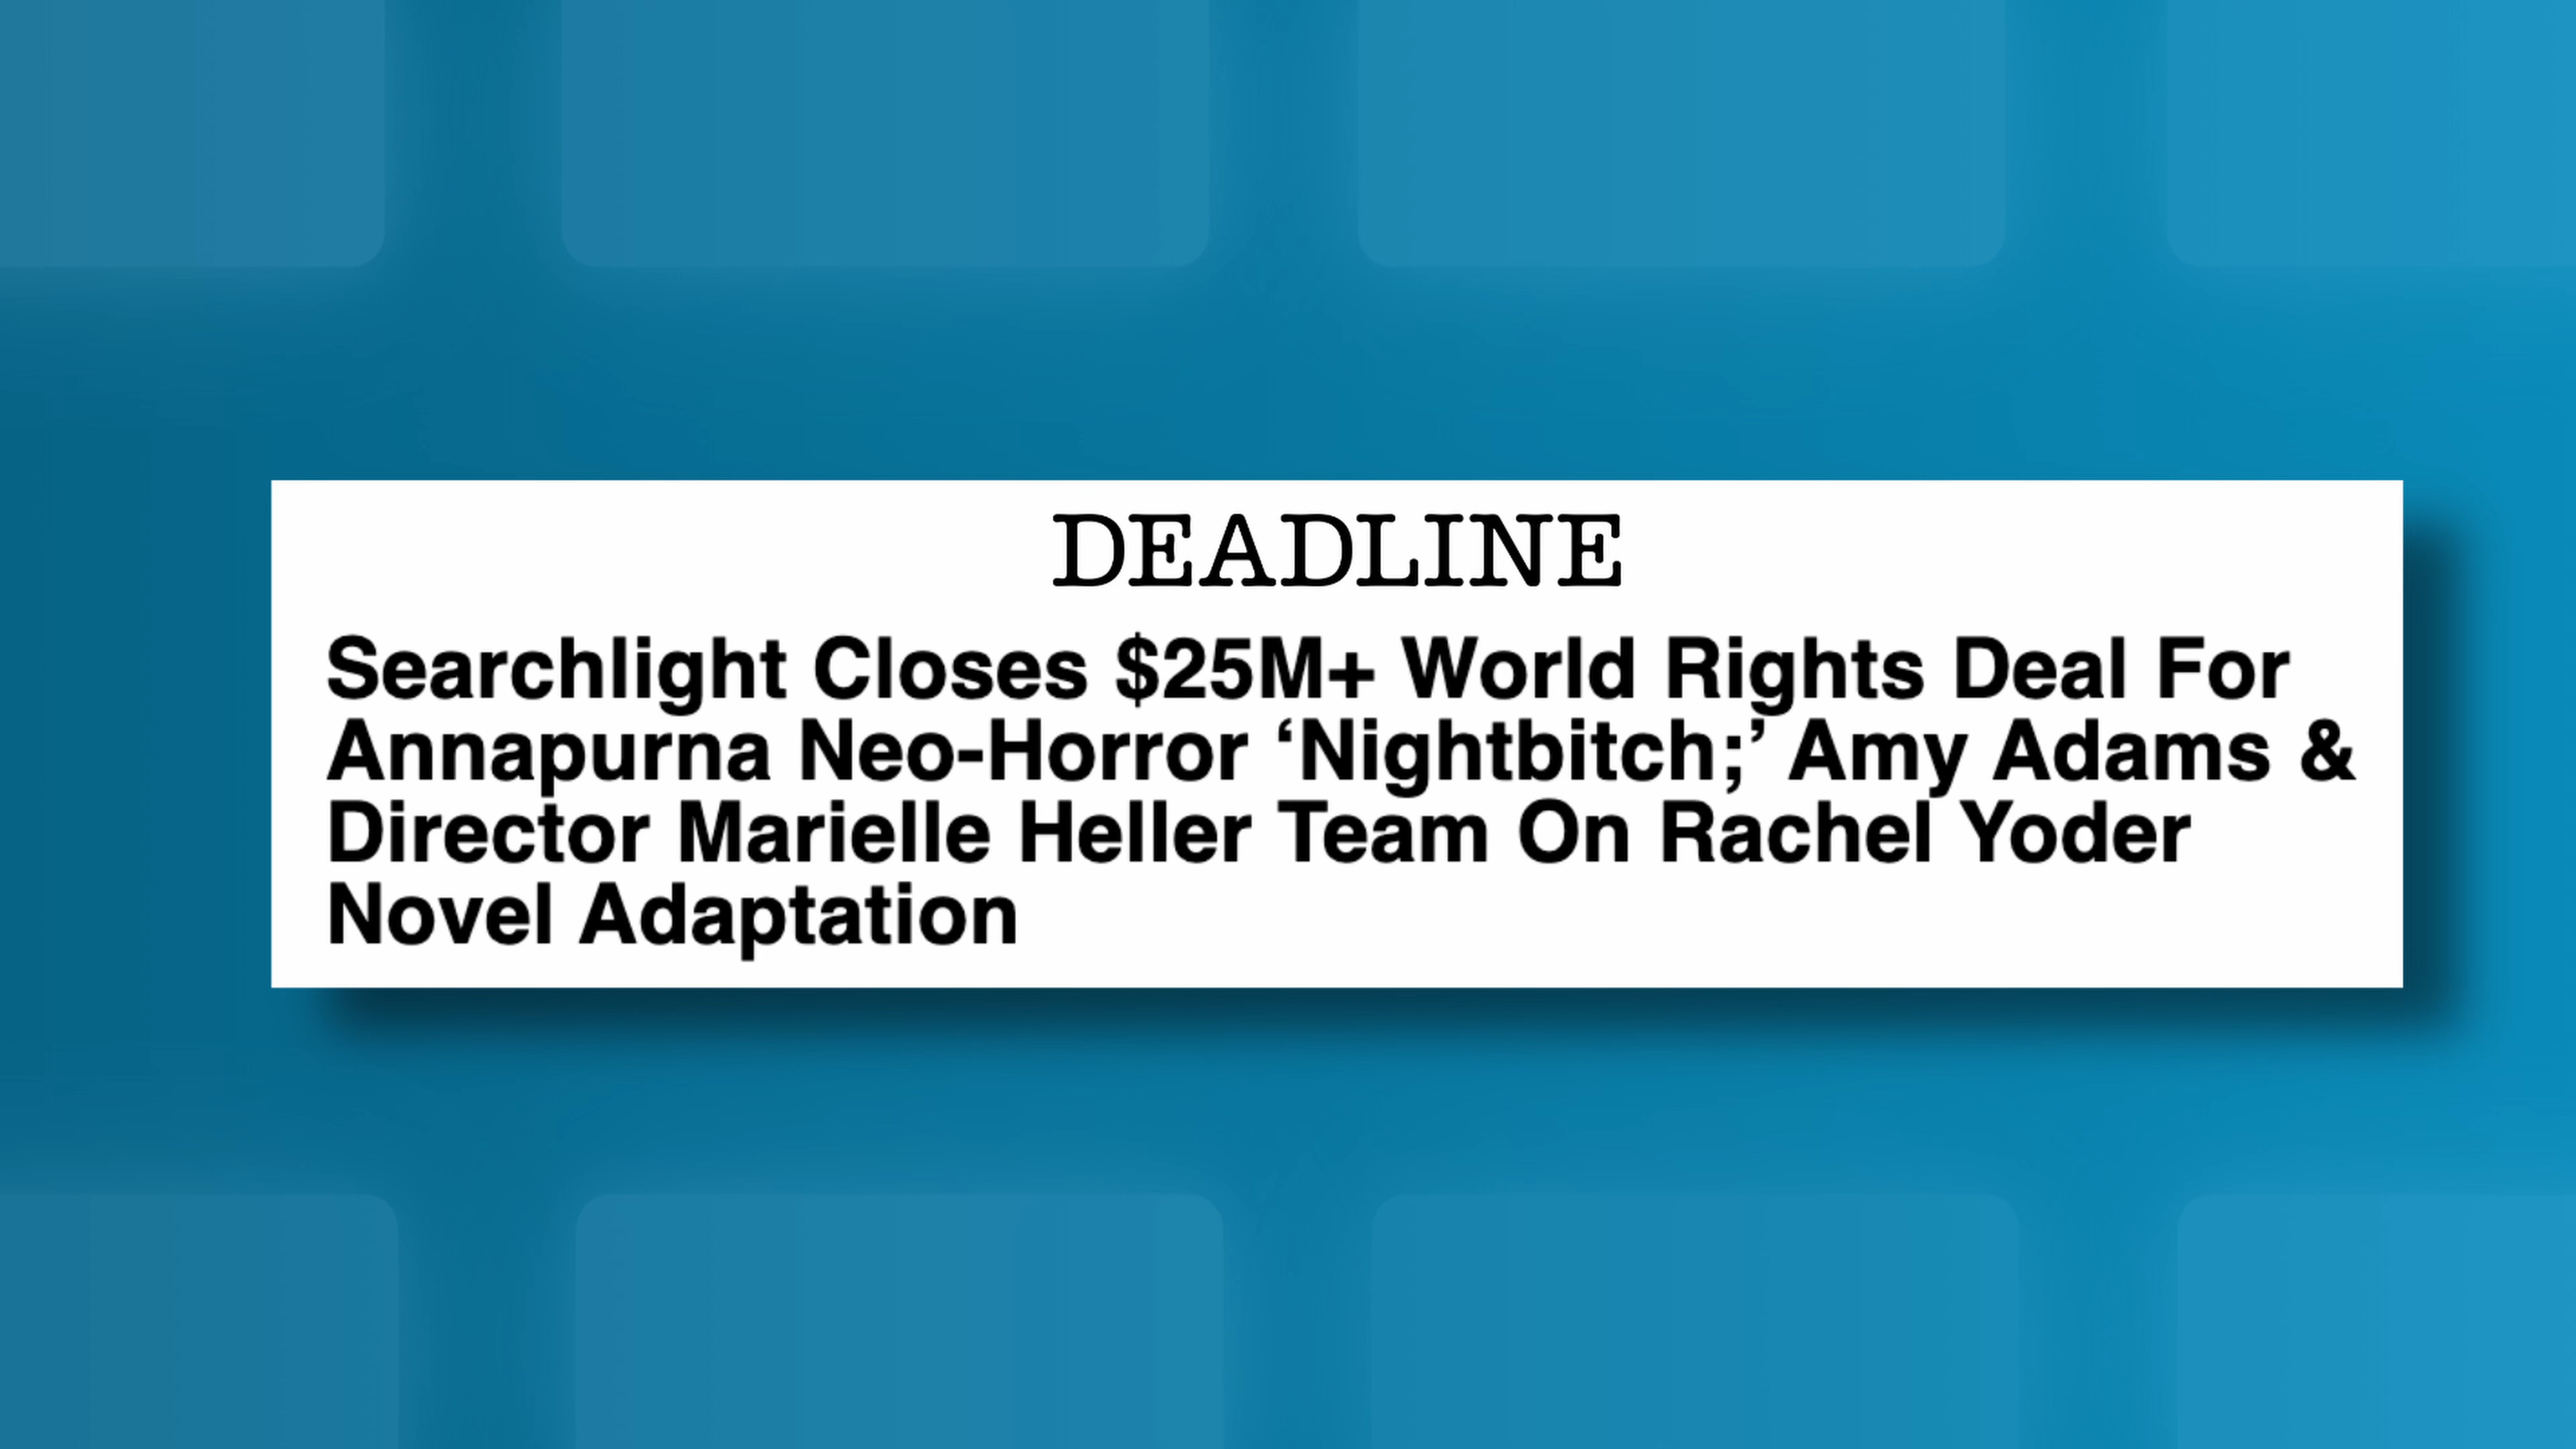 DEADLINE
Searchlight Closes $25M+ World Rights Deal For
Annapurna Neo-Horror ‘Nightbitch;’ Amy Adams &
Director Marielle Heller Team On Rachel Yoder
Novel Adaptation